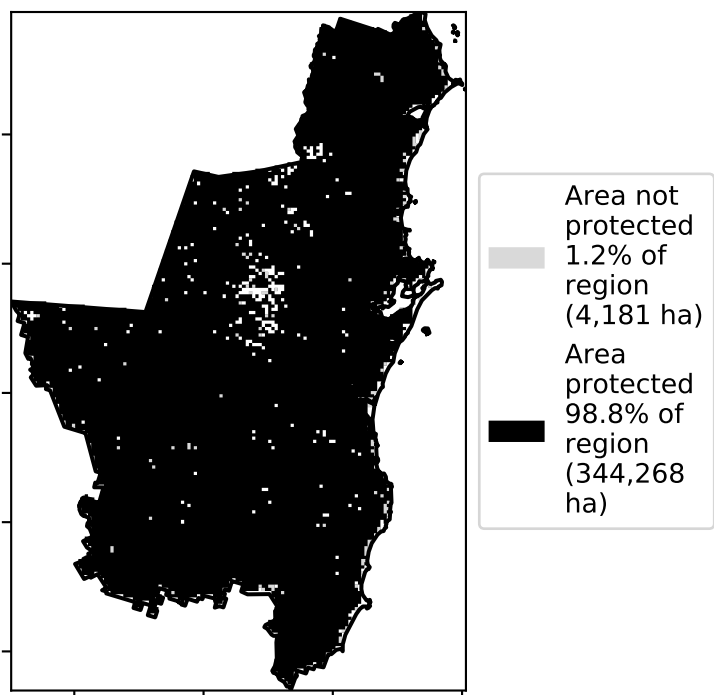 Area not
protected
1.2% of
region
(4,181 ha)
Area
protected
98.8% of
region
(344,268
ha)